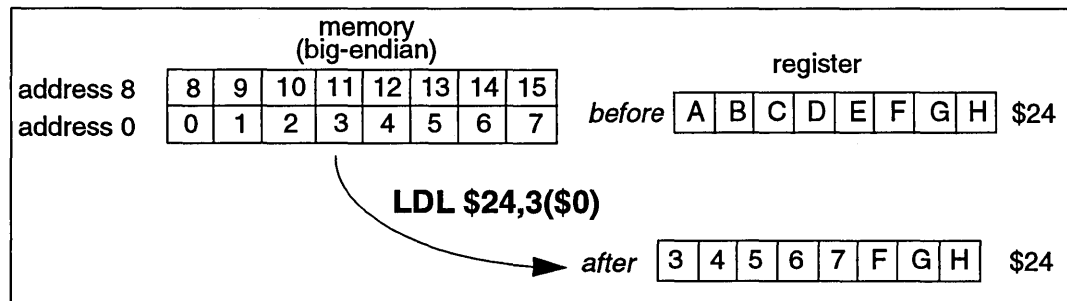 memory
(big-endian)
register
address 8 8 9 10 11 12 13 14 15
address 0 0 1 2 3 4 5 6 7
before A B C D E F G H $24
LDL $24,3($0)
after 3 4 5 6 7 F G H $24